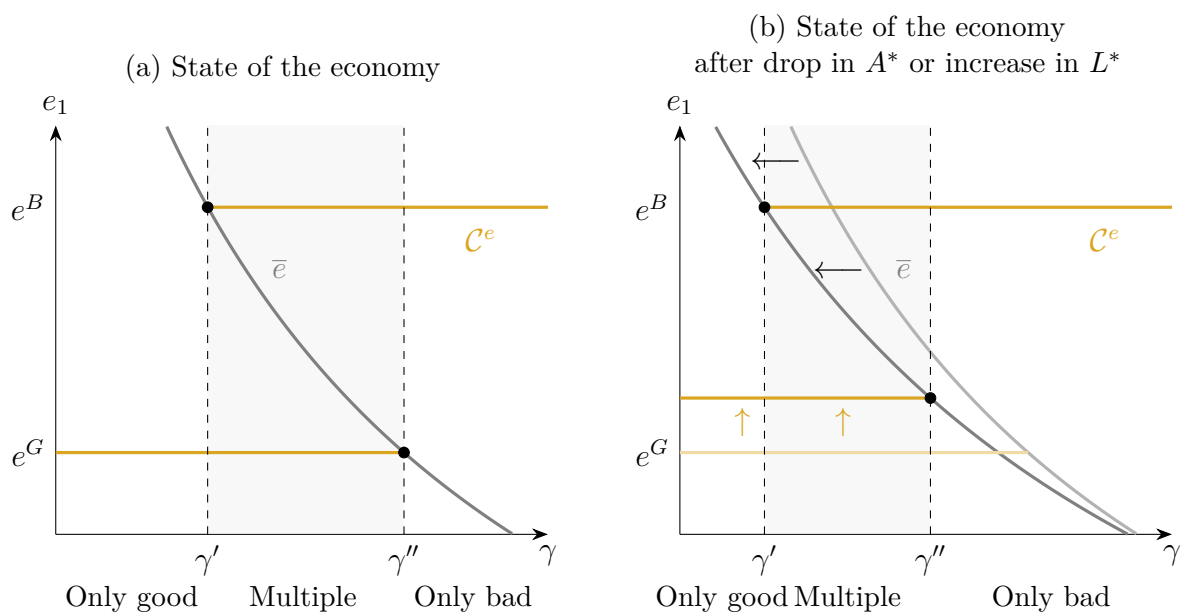 (a) State of the economy
e₁
e^B
𝒞^e
e̅
e^G
γ′
γ″
γ
Only good
Multiple
Only bad
(b) State of the economy
after drop in A* or increase in L*
e₁
e^B
𝒞^e
e̅
e^G
γ′
γ″
γ
Only good
Multiple
Only bad